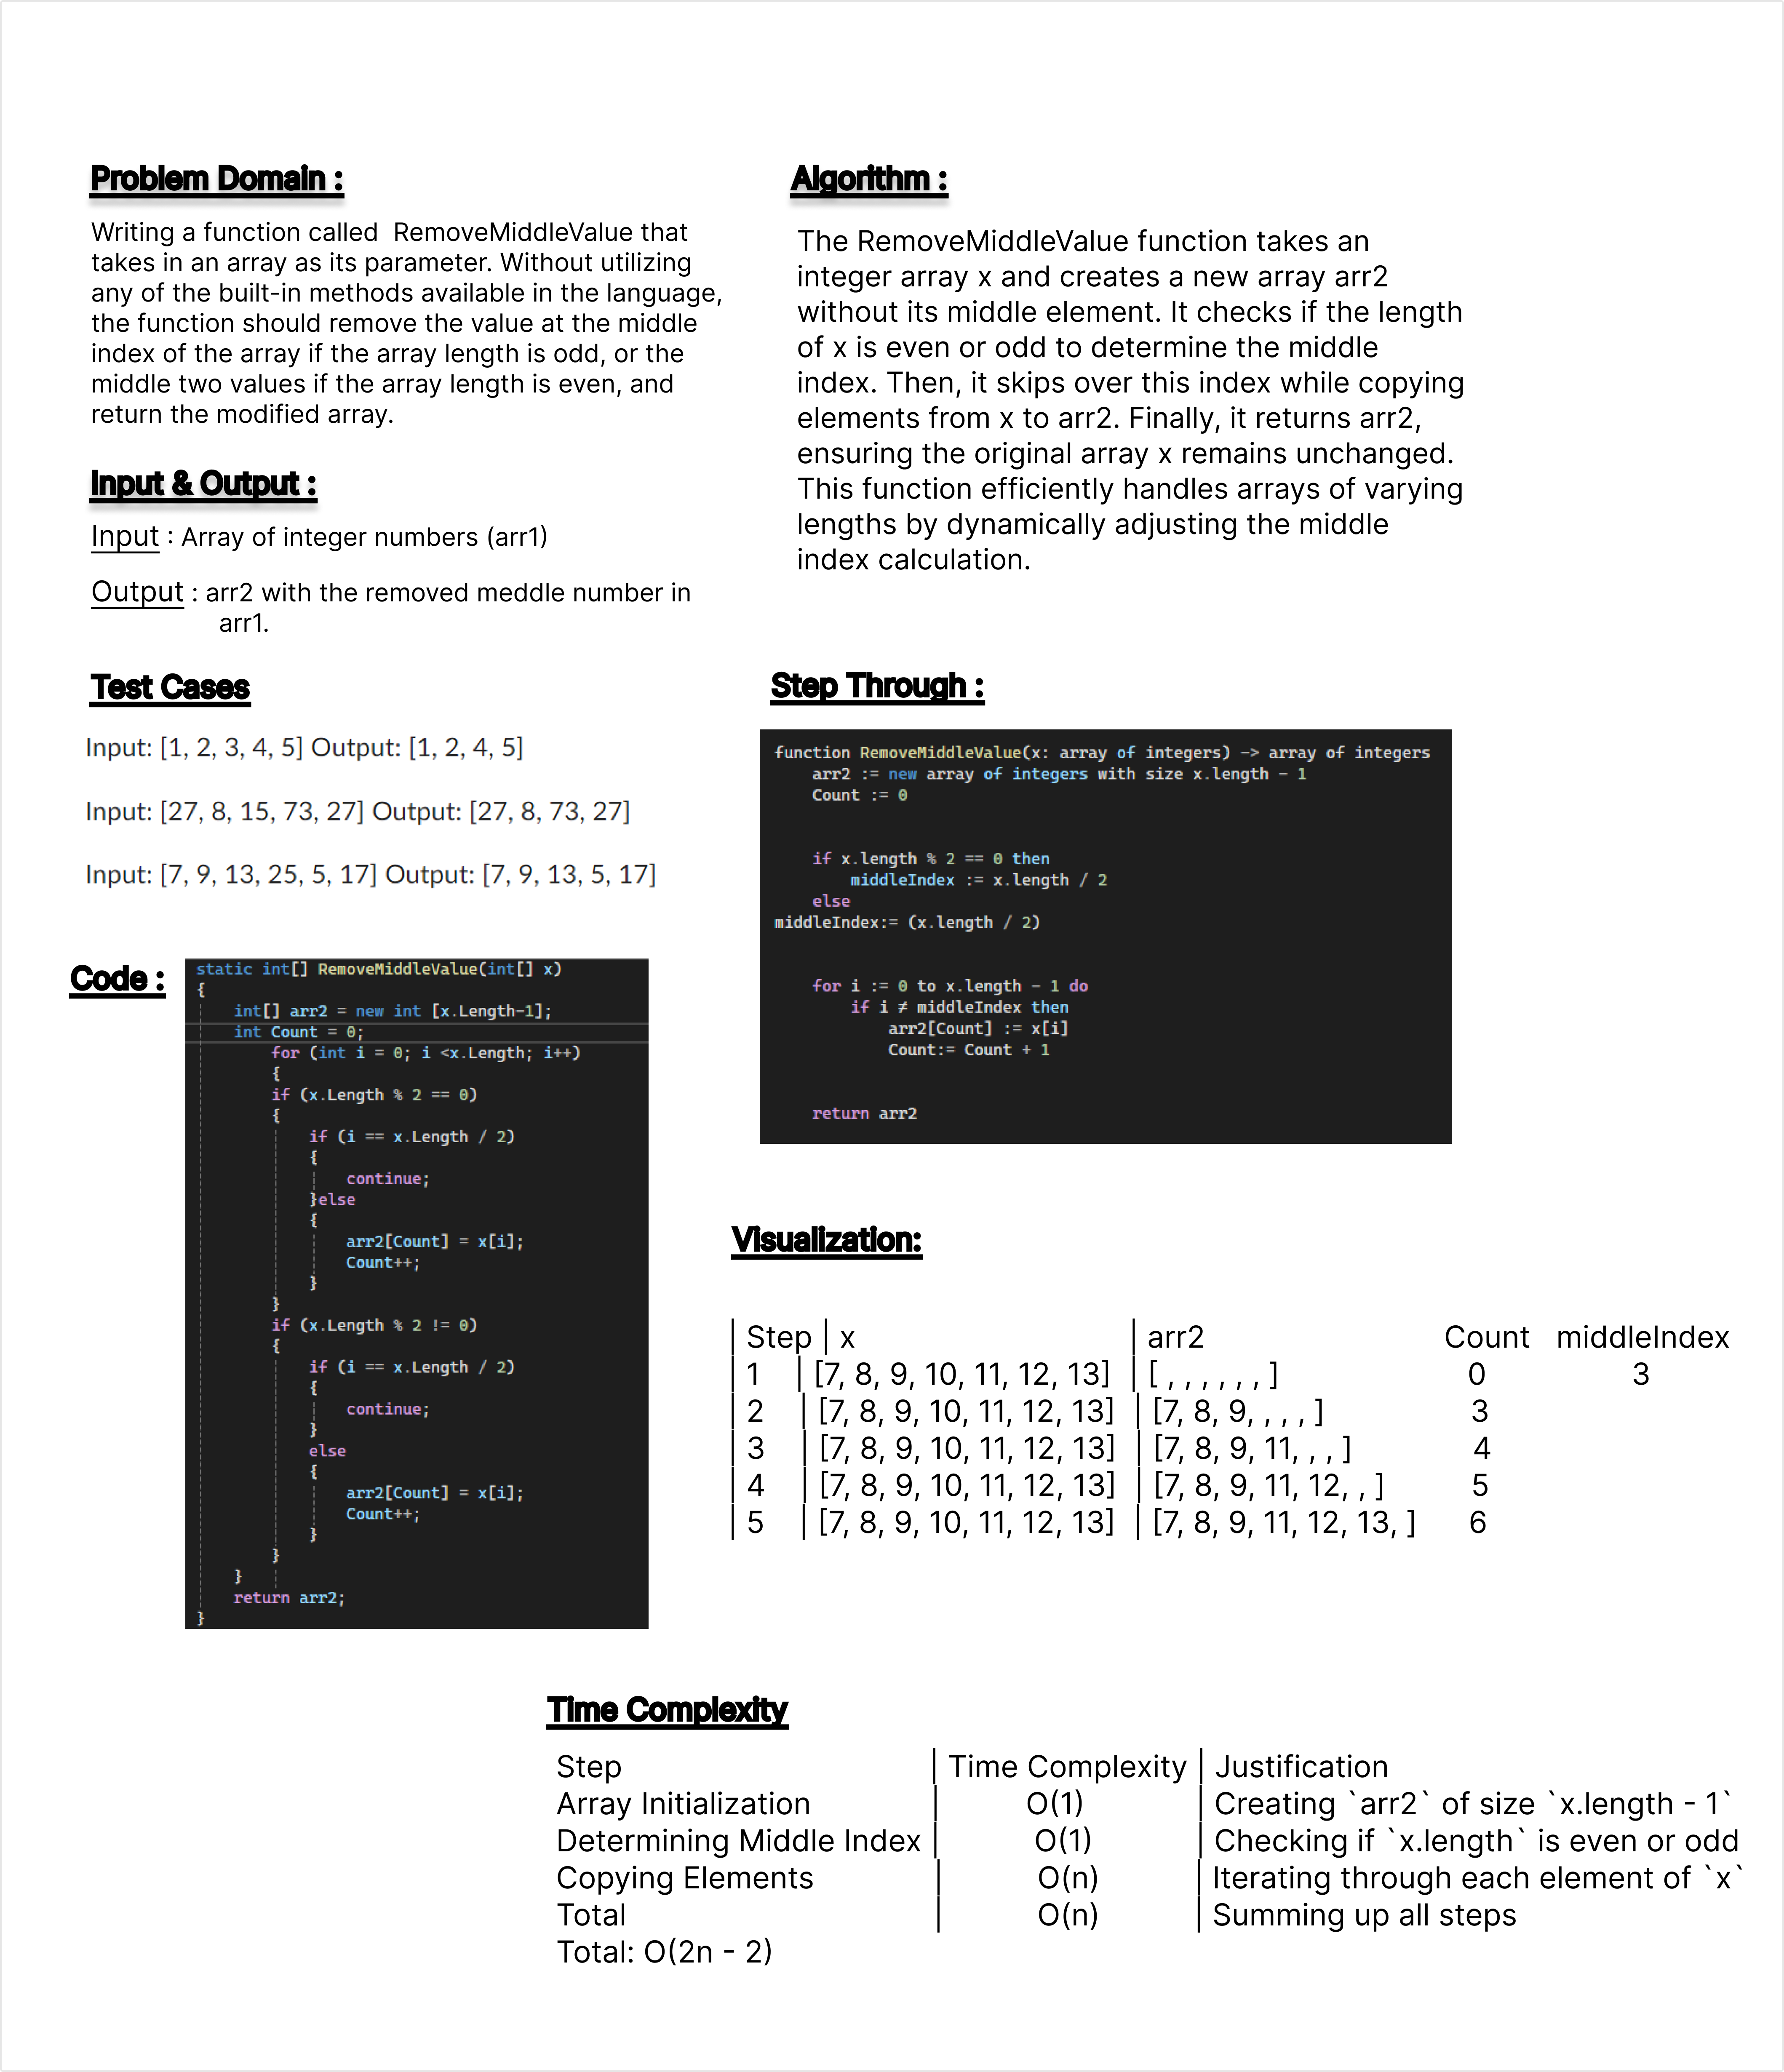 Problem Domain :
Writing a function called  RemoveMiddleValue that
takes in an array as its parameter. Without utilizing
any of the built-in methods available in the language,
the function should remove the value at the middle
index of the array if the array length is odd, or the
middle two values if the array length is even, and
return the modified array.
Input & Output :
Input : Array of integer numbers (arr1)
Output : arr2 with the removed meddle number in
arr1.
Test Cases
Input: [1, 2, 3, 4, 5] Output: [1, 2, 4, 5]
Input: [27, 8, 15, 73, 27] Output: [27, 8, 73, 27]
Input: [7, 9, 13, 25, 5, 17] Output: [7, 9, 13, 5, 17]
Code :
static int[] RemoveMiddleValue(int[] x)
{
int[] arr2 = new int [x.Length-1];
int Count = 0;
for (int i = 0; i <x.Length; i++)
{
if (x.Length % 2 == 0)
{
if (i == x.Length / 2)
{
continue;
}else
{
arr2[Count] = x[i];
Count++;
}
}
if (x.Length % 2 != 0)
{
if (i == x.Length / 2)
{
continue;
}
else
{
arr2[Count] = x[i];
Count++;
}
}
}
return arr2;
}
Algorithm :
The RemoveMiddleValue function takes an
integer array x and creates a new array arr2
without its middle element. It checks if the length
of x is even or odd to determine the middle
index. Then, it skips over this index while copying
elements from x to arr2. Finally, it returns arr2,
ensuring the original array x remains unchanged.
This function efficiently handles arrays of varying
lengths by dynamically adjusting the middle
index calculation.
Step Through :
function RemoveMiddleValue(x: array of integers) -> array of integers
arr2 := new array of integers with size x.length - 1
Count := 0
if x.length % 2 == 0 then
middleIndex := x.length / 2
else
middleIndex:= (x.length / 2)
for i := 0 to x.length - 1 do
if i ≠ middleIndex then
arr2[Count] := x[i]
Count:= Count + 1
return arr2
Visualization:
| Step | x | arr2 Count middleIndex
| 1 | [7, 8, 9, 10, 11, 12, 13] | [ , , , , , , ] 0 3
| 2 | [7, 8, 9, 10, 11, 12, 13] | [7, 8, 9, , , , ] 3
| 3 | [7, 8, 9, 10, 11, 12, 13] | [7, 8, 9, 11, , , ] 4
| 4 | [7, 8, 9, 10, 11, 12, 13] | [7, 8, 9, 11, 12, , ] 5
| 5 | [7, 8, 9, 10, 11, 12, 13] | [7, 8, 9, 11, 12, 13, ] 6
Time Complexity
Step | Time Complexity | Justification
Array Initialization | O(1) | Creating `arr2` of size `x.length - 1`
Determining Middle Index | O(1) | Checking if `x.length` is even or odd
Copying Elements | O(n) | Iterating through each element of `x`
Total | O(n) | Summing up all steps
Total: O(2n - 2)